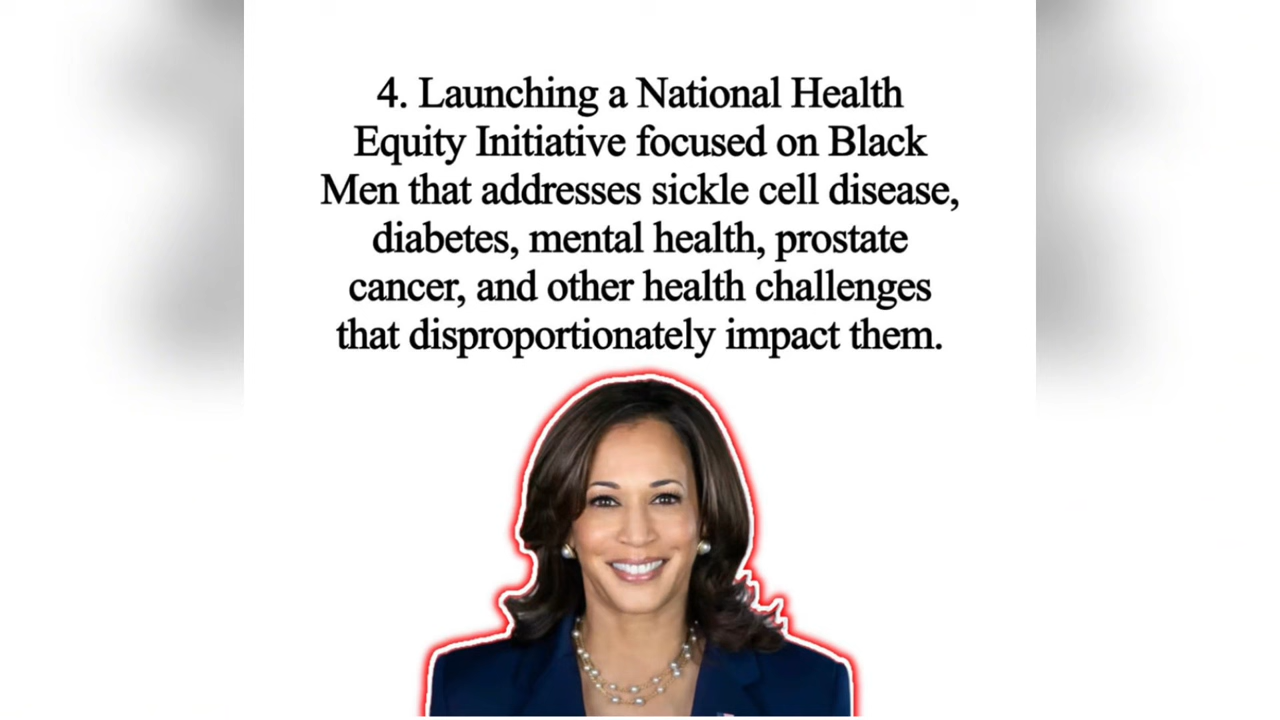 4. Launching a National Health
Equity Initiative focused on Black
Men that addresses sickle cell disease,
diabetes, mental health, prostate
cancer, and other health challenges
that disproportionately impact them.